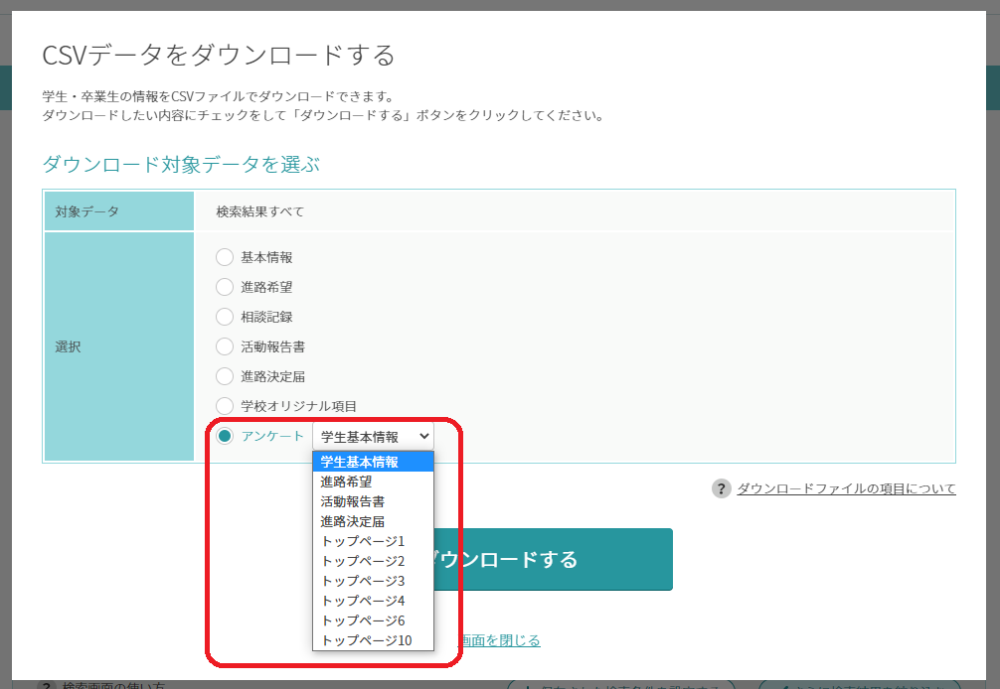 CSVデータをダウンロードする
学生・卒業生の情報をCSVファイルでダウンロードできます。
ダウンロードしたい内容にチェックをして「ダウンロードする」ボタンをクリックしてください。
ダウンロード対象データを選ぶ
対象データ
検索結果すべて
選択
基本情報
進路希望
相談記録
活動報告書
進路決定届
学校オリジナル項目
アンケート
学生基本情報
学生基本情報
進路希望
活動報告書
進路決定届
トップページ1
トップページ2
トップページ3
トップページ4
トップページ6
トップページ10
? ダウンロードファイルの項目について
ウンロードする
画面を閉じる
? 検索画面の使い方